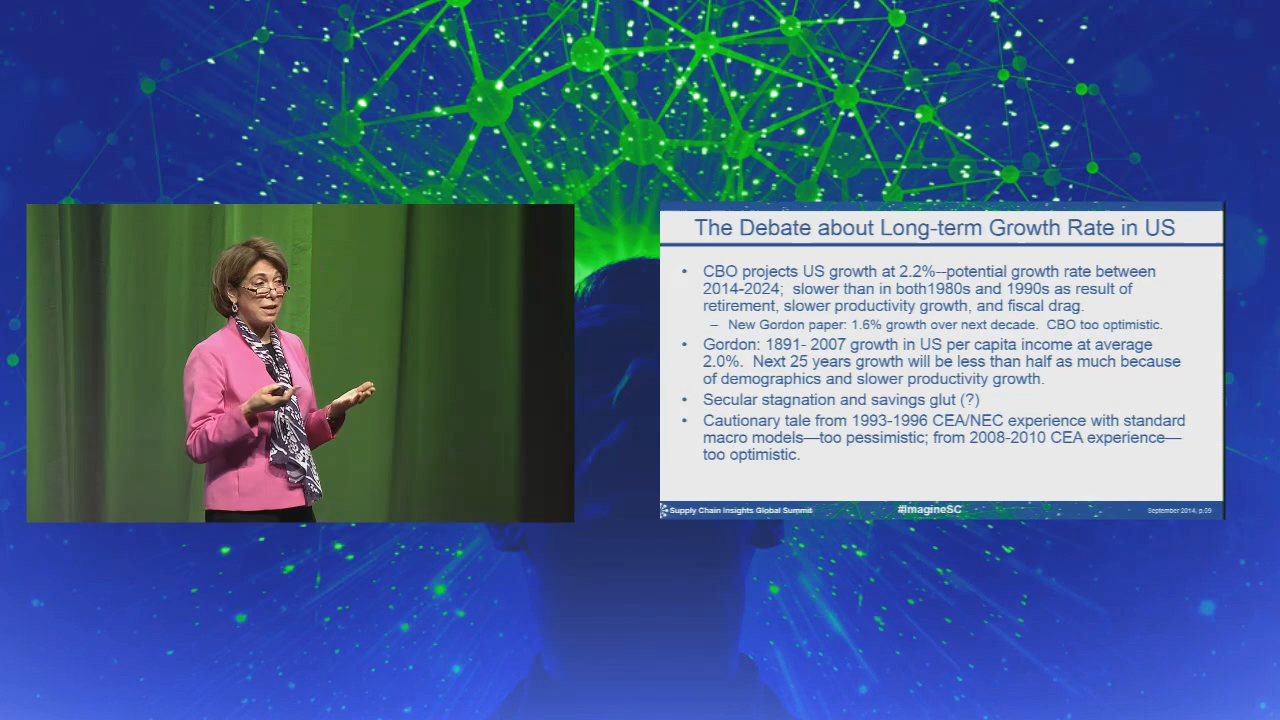 The Debate about Long-term Growth Rate in US
• CBO projects US growth at 2.2%--potential growth rate between
2014-2024; slower than in both1980s and 1990s as result of
retirement, slower productivity growth, and fiscal drag.
– New Gordon paper: 1.6% growth over next decade. CBO too optimistic.
• Gordon: 1891- 2007 growth in US per capita income at average
2.0%. Next 25 years growth will be less than half as much because
of demographics and slower productivity growth.
• Secular stagnation and savings glut (?)
• Cautionary tale from 1993-1996 CEA/NEC experience with standard
macro models—too pessimistic; from 2008-2010 CEA experience—
too optimistic.
Supply Chain Insights Global Summit
#ImagineSC
September 2014, p.59